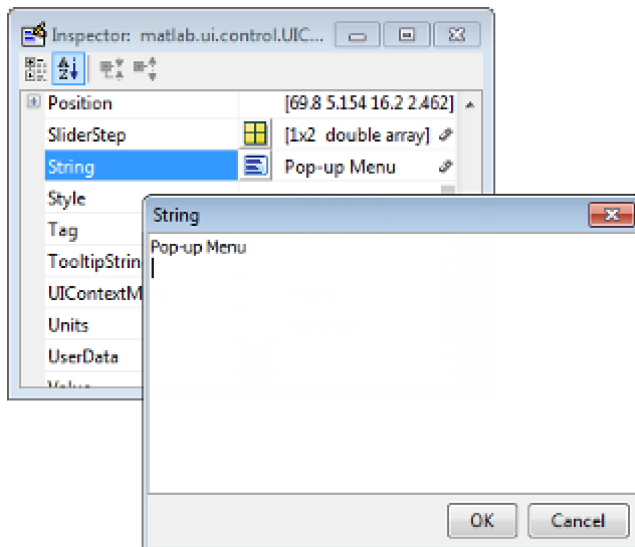 Inspector: matlab.ui.control.UIC...
Position [69.8 5.154 16.2 2.462]
SliderStep [1x2 double array]
String Pop-up Menu
Style
Tag
TooltipStrin
UIContextM
Units
UserData
Value
String
Pop-up Menu
OK Cancel